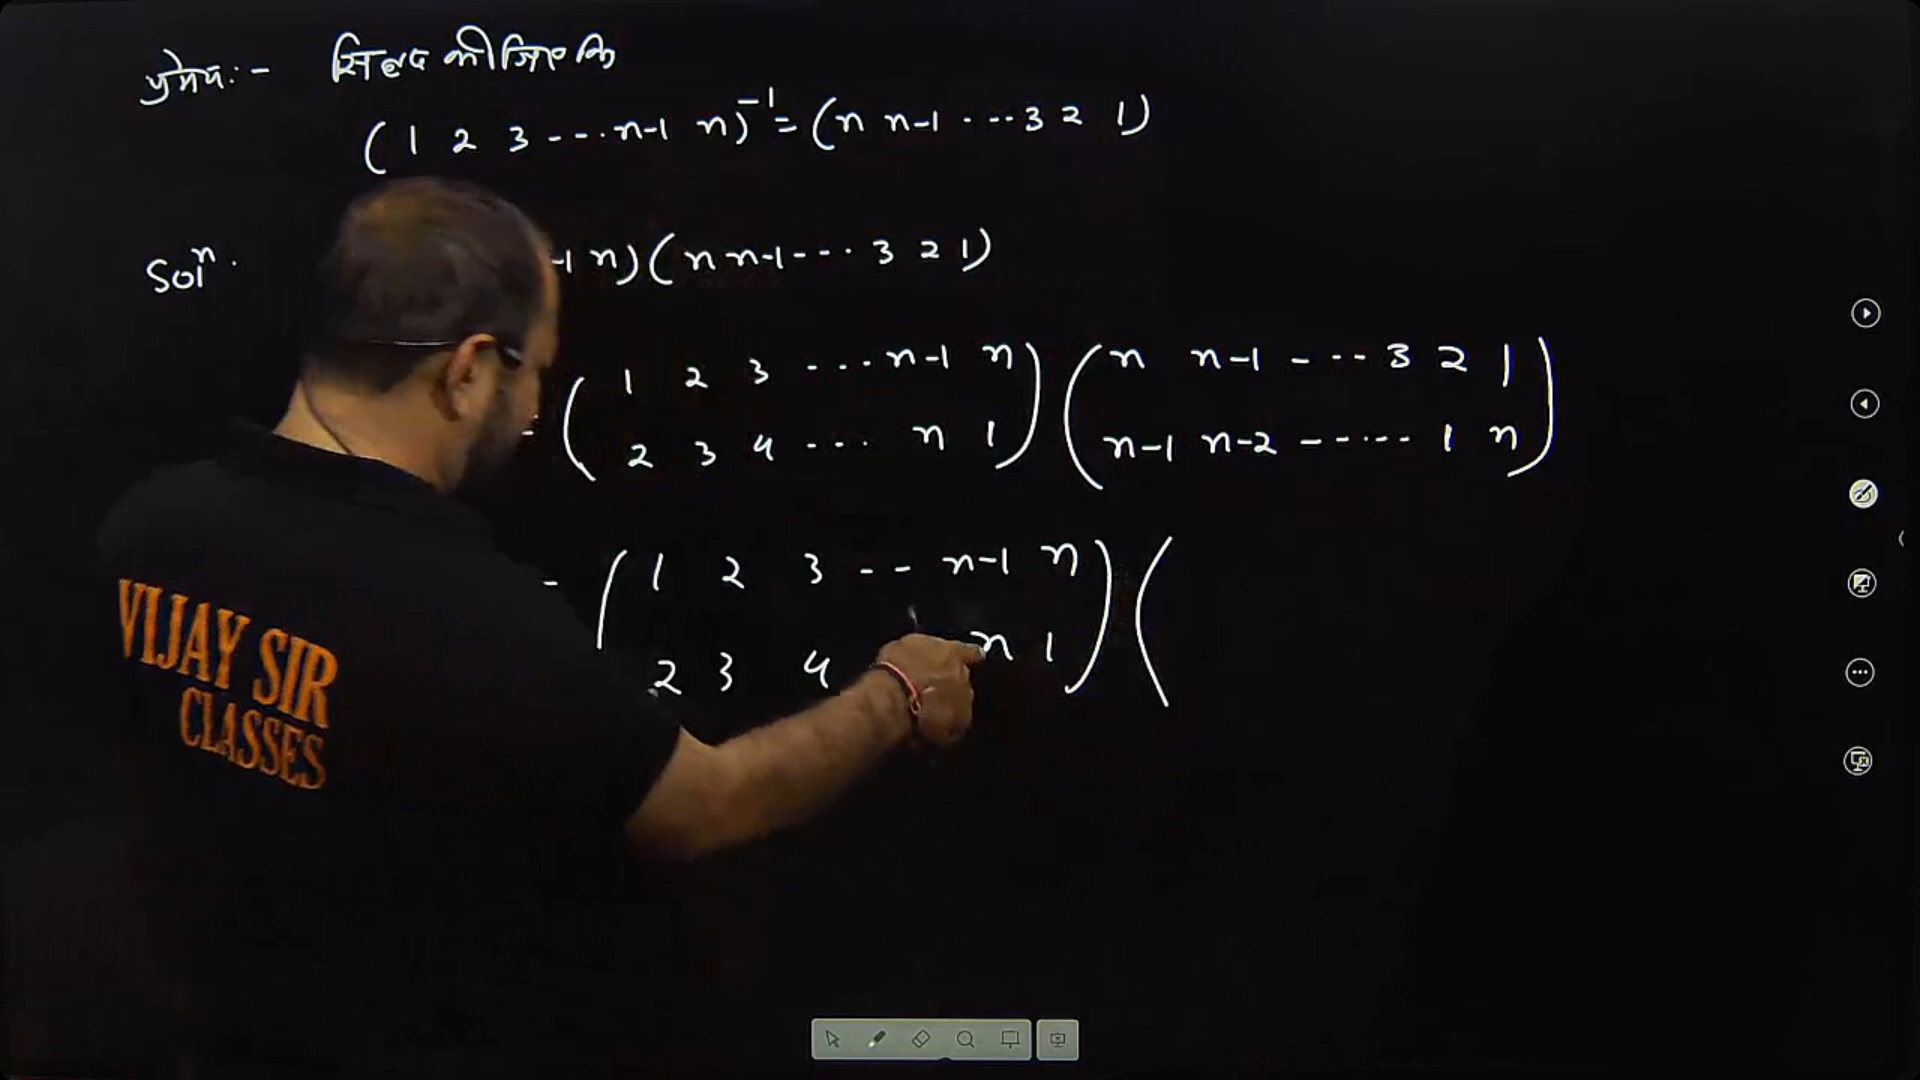 प्रमेय:- सिद्ध कीजिए कि
(1 2 3 --... n-1 n)⁻¹ = (n n-1 ---- 3 2 1)
Solⁿ. -1 n) (n n-1 --- . 3 2 1)
= ( 1 2 3 ... n-1 n ) ( n n-1 - --- 3 2 1 )
( 2 3 4 ... n 1 ) ( n-1 n-2 ------ 1 n )
- ( 1 2 3 -- n-1 n ) (
2 3 4 n 1 )
VIJAY SIR
CLASSES